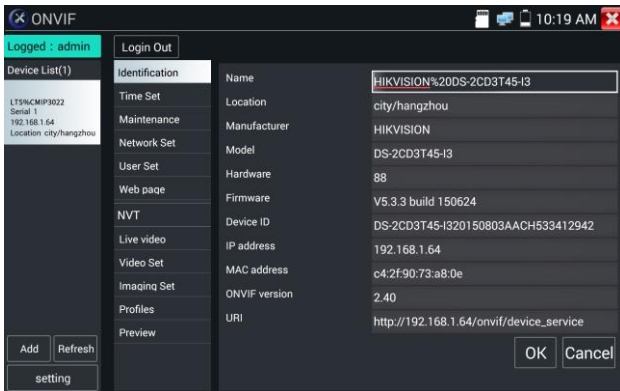 ONVIF
10:19 AM
Logged : admin
Login Out
Device List(1)
LTS%CMIP3022
Serial 1
192.168.1.64
Location city/hangzhou
Identification
Time Set
Maintenance
Network Set
User Set
Web page
NVT
Live video
Video Set
Imaging Set
Profiles
Preview
Name HIKVISION%20DS-2CD3T45-I3
Location city/hangzhou
Manufacturer HIKVISION
Model DS-2CD3T45-I3
Hardware 88
Firmware V5.3.3 build 150624
Device ID DS-2CD3T45-I320150803AACH533412942
IP address 192.168.1.64
MAC address c4:2f:90:73:a8:0e
ONVIF version 2.40
URI http://192.168.1.64/onvif/device_service
Add Refresh
setting
OK Cancel